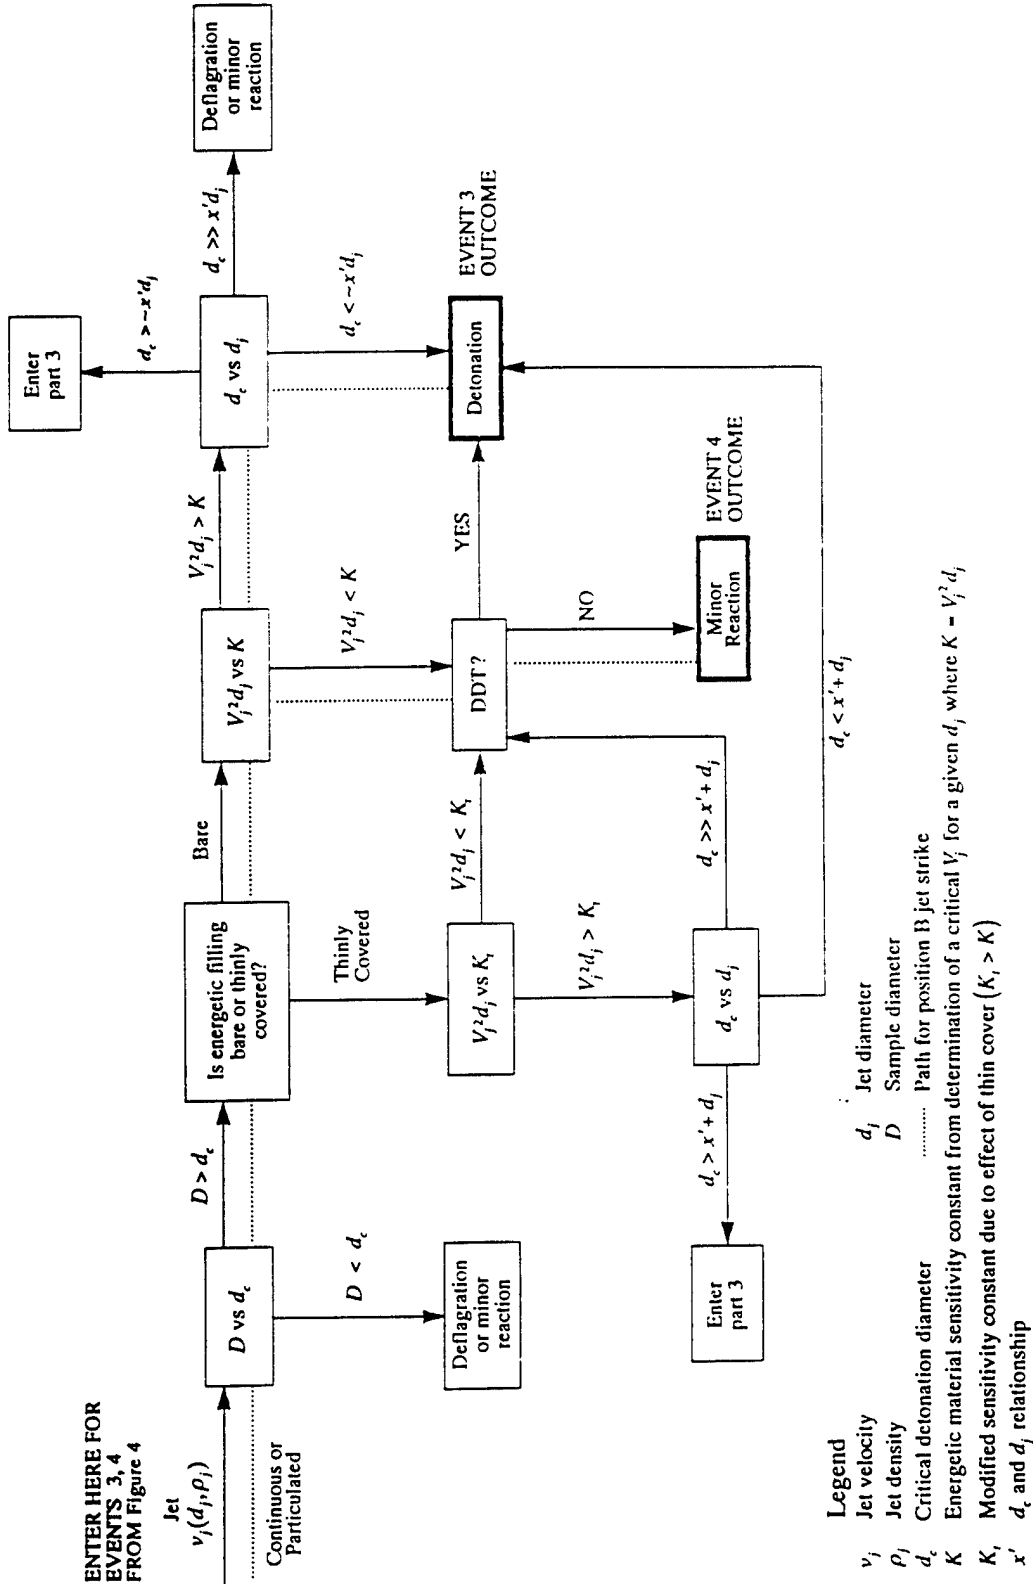 ENTER HERE FOR
EVENTS 3, 4
FROM Figure 4
Jet
v_j(d_j,ρ_j)
Continuous or
Particulated
D vs d_c
D > d_c
D < d_c
Deflagration
or minor
reaction
Is energetic filling
bare or thinly
covered?
Bare
Thinly
Covered
V_j²d_j vs K
V_j²d_j > K
V_j²d_j < K
d_c vs d_j
d_c > ~x'd_j
Enter
part 3
d_c >> x'd_j
Deflagration
or minor
reaction
d_c < ~x'd_j
V_j²d_j vs K_t
V_j²d_j < K_t
V_j²d_j > K_t
DDT?
YES
NO
Detonation
EVENT 3
OUTCOME
Minor
Reaction
EVENT 4
OUTCOME
d_c vs d_j
d_c > x' + d_j
Enter
part 3
d_c >> x' + d_j
d_c < x' + d_j
Legend
v_j Jet velocity
ρ_j Jet density
d_c Critical detonation diameter
K Energetic material sensitivity constant from determination of a critical V_j for a given d_j where K = V_j² d_j
K_t Modified sensitivity constant due to effect of thin cover (K_t > K)
x' d_c and d_j relationship
d_j Jet diameter
D Sample diameter
........ Path for position B jet strike